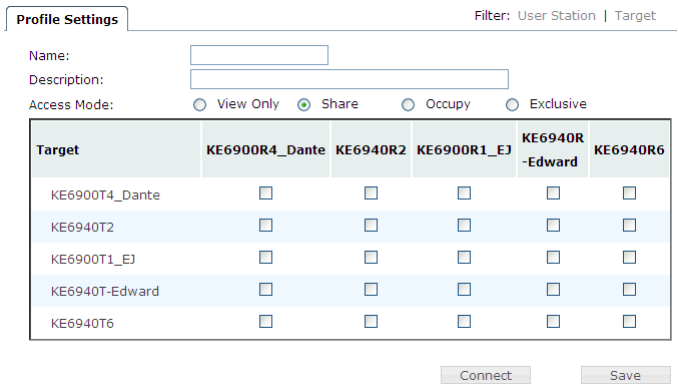 Profile Settings
Filter: User Station | Target
Name:
Description:
Access Mode: View Only Share Occupy Exclusive
Target KE6900R4_Dante KE6940R2 KE6900R1_EJ KE6940R
-Edward KE6940R6
KE6900T4_Dante
KE6940T2
KE6900T1_EJ
KE6940T-Edward
KE6940T6
Connect Save